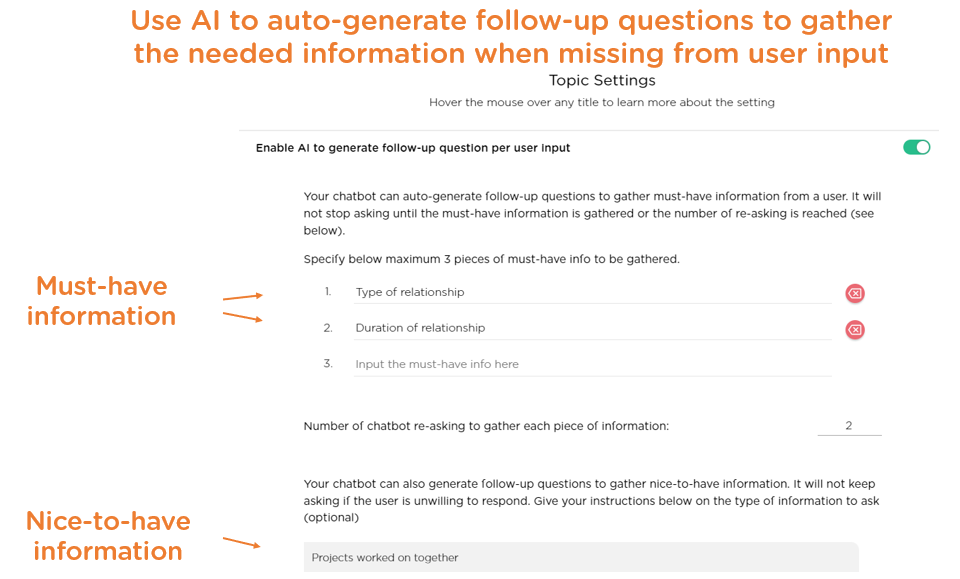 Use AI to auto-generate follow-up questions to gather
the needed information when missing from user input
Topic Settings
Hover the mouse over any title to learn more about the setting
Enable AI to generate follow-up question per user input
Your chatbot can auto-generate follow-up questions to gather must-have information from a user. It will
not stop asking until the must-have information is gathered or the number of re-asking is reached (see
below).
Specify below maximum 3 pieces of must-have info to be gathered.
Must-have
information
1. Type of relationship
2. Duration of relationship
3. Input the must-have info here
Number of chatbot re-asking to gather each piece of information: 2
Your chatbot can also generate follow-up questions to gather nice-to-have information. It will not keep
asking if the user is unwilling to respond. Give your instructions below on the type of information to ask
(optional)
Nice-to-have
information
Projects worked on together